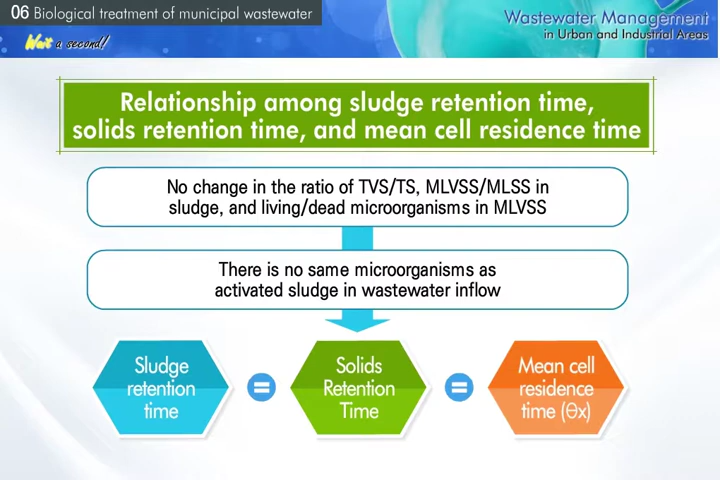 06 Biological treatment of municipal wastewater
Wastewater Management
in Urban and Industrial Areas
Wait a second!
Relationship among sludge retention time,
solids retention time, and mean cell residence time
No change in the ratio of TVS/TS, MLVSS/MLSS in
sludge, and living/dead microorganisms in MLVSS
There is no same microorganisms as
activated sludge in wastewater inflow
Sludge
retention
time
=
Solids
Retention
Time
=
Mean cell
residence
time (Θx)